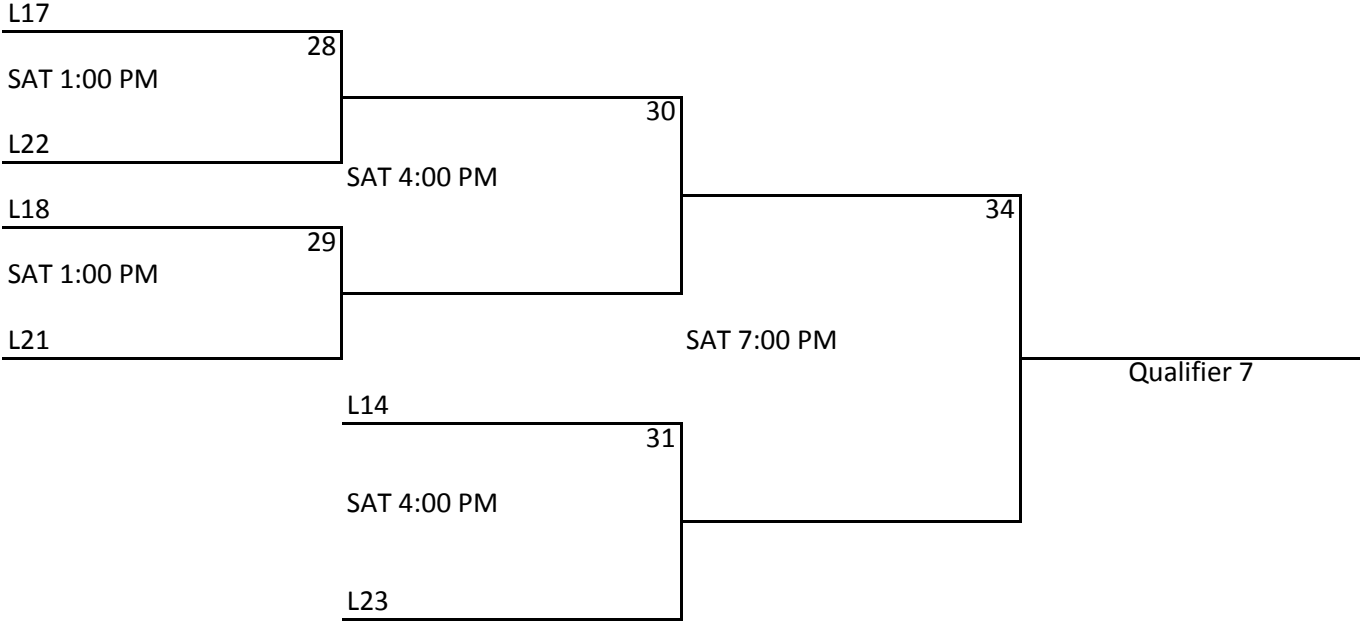 L17
28
SAT 1:00 PM
30
L22
SAT 4:00 PM
L18
34
29
SAT 1:00 PM
L21
SAT 7:00 PM
Qualifier 7
L14
31
SAT 4:00 PM
L23